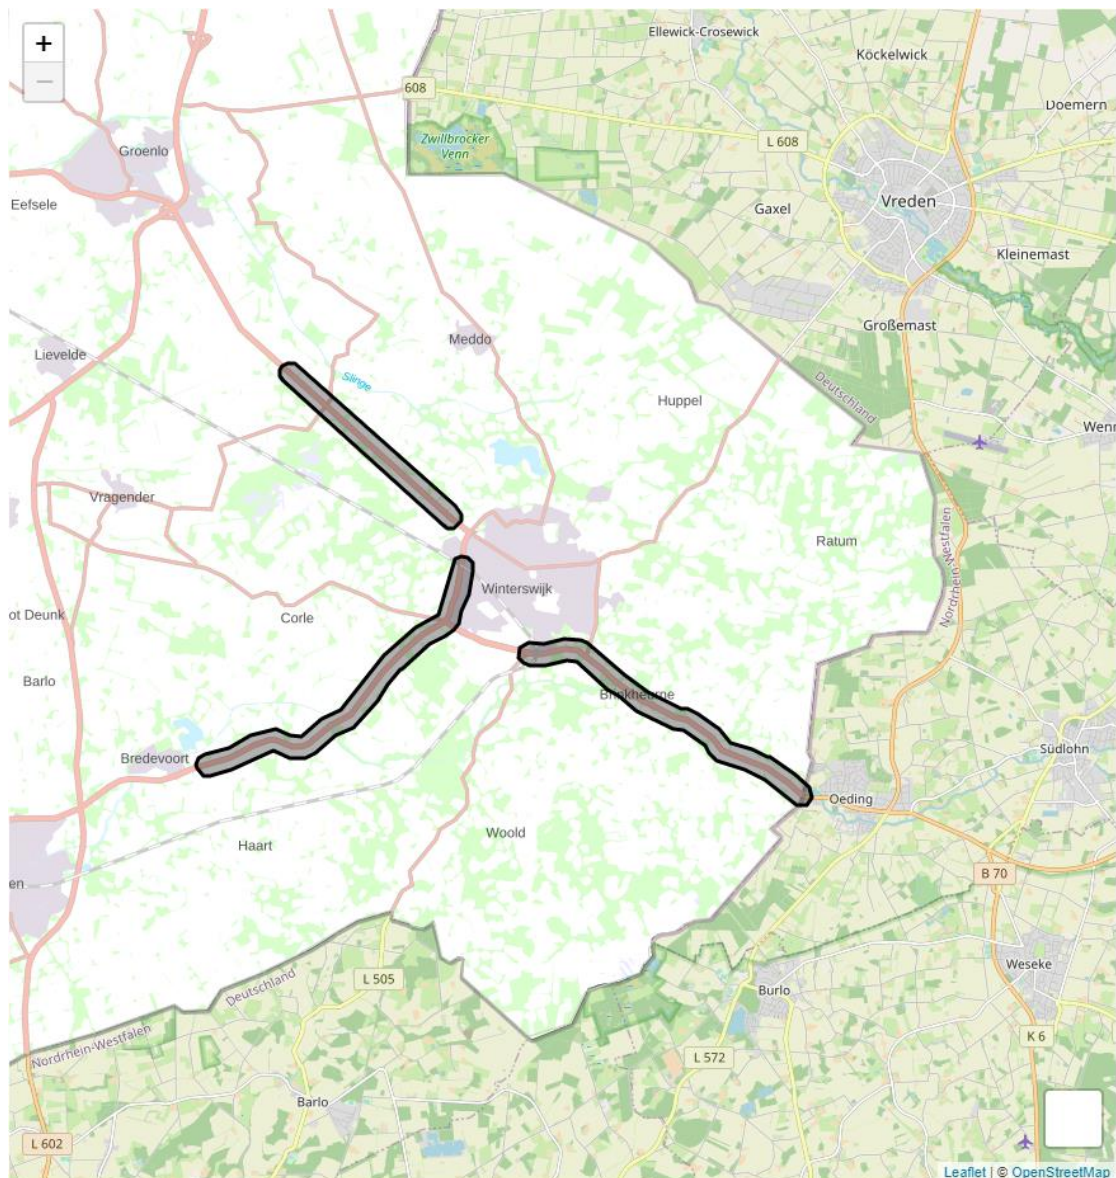 +
−
Ellewick-Crosewick
Köckelwick
608
Doemern
Zwillbrocker
Venn
L 608
Groenlo
Eefsele
Gaxel
Vreden
Kleinemast
Großemast
Lievelde
Meddo
Slinge
Huppel
Deutschland
Wenn
Vragender
Ratum
Nordrhein-Westfalen
Winterswijk
ot Deunk
Corle
Barlo
Brinkheurne
Bredevoort
Südlohn
Oeding
Haart
Woold
B 70
en
L 505
Deutschland
Weseke
Burlo
Nordrhein-Westfalen
K 6
L 572
Barlo
L 602
Leaflet | © OpenStreetMap